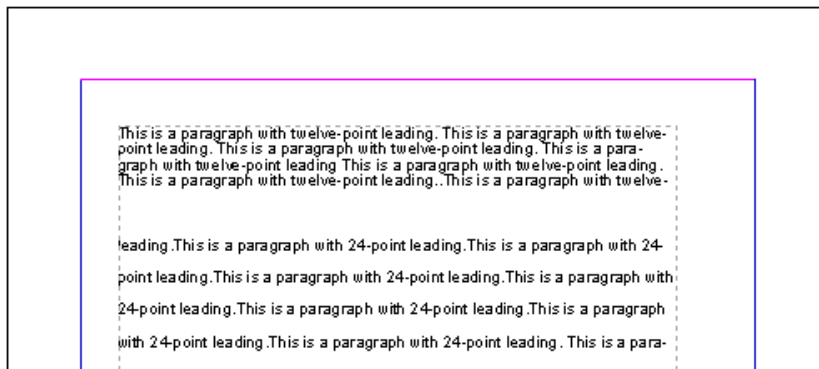 This is a paragraph with twelve-point leading. This is a paragraph with twelve-
point leading. This is a paragraph with twelve-point leading. This is a para-
graph with twelve-point leading This is a paragraph with twelve-point leading.
This is a paragraph with twelve-point leading..This is a paragraph with twelve-
leading.This is a paragraph with 24-point leading.This is a paragraph with 24-
point leading.This is a paragraph with 24-point leading.This is a paragraph with
24-point leading.This is a paragraph with 24-point leading.This is a paragraph
with 24-point leading.This is a paragraph with 24-point leading. This is a para-